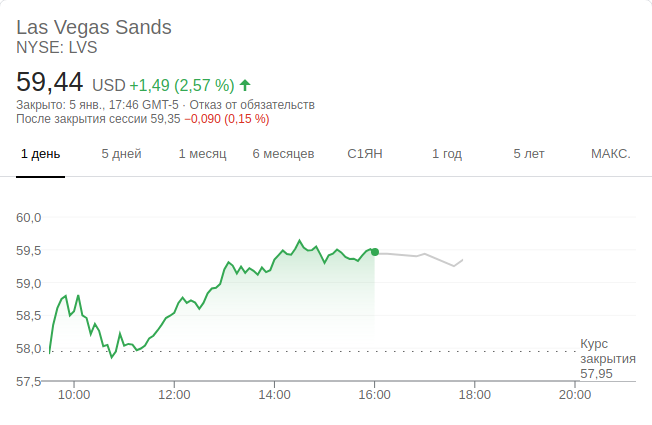 Las Vegas Sands
NYSE: LVS
59,44 USD +1,49 (2,57 %)
Закрыто: 5 янв., 17:46 GMT-5 · Отказ от обязательств
После закрытия сессии 59,35 −0,090 (0,15 %)
1 день 5 дней 1 месяц 6 месяцев С1ЯН 1 год 5 лет МАКС.
60,0
59,5
59,0
58,5
58,0
57,5
Курс
закрытия
57,95
10:00 12:00 14:00 16:00 18:00 20:00